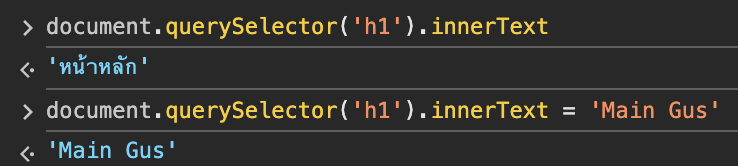 > document.querySelector('h1').innerText
< 'หน้าหลัก'
> document.querySelector('h1').innerText = 'Main Gus'
< 'Main Gus'